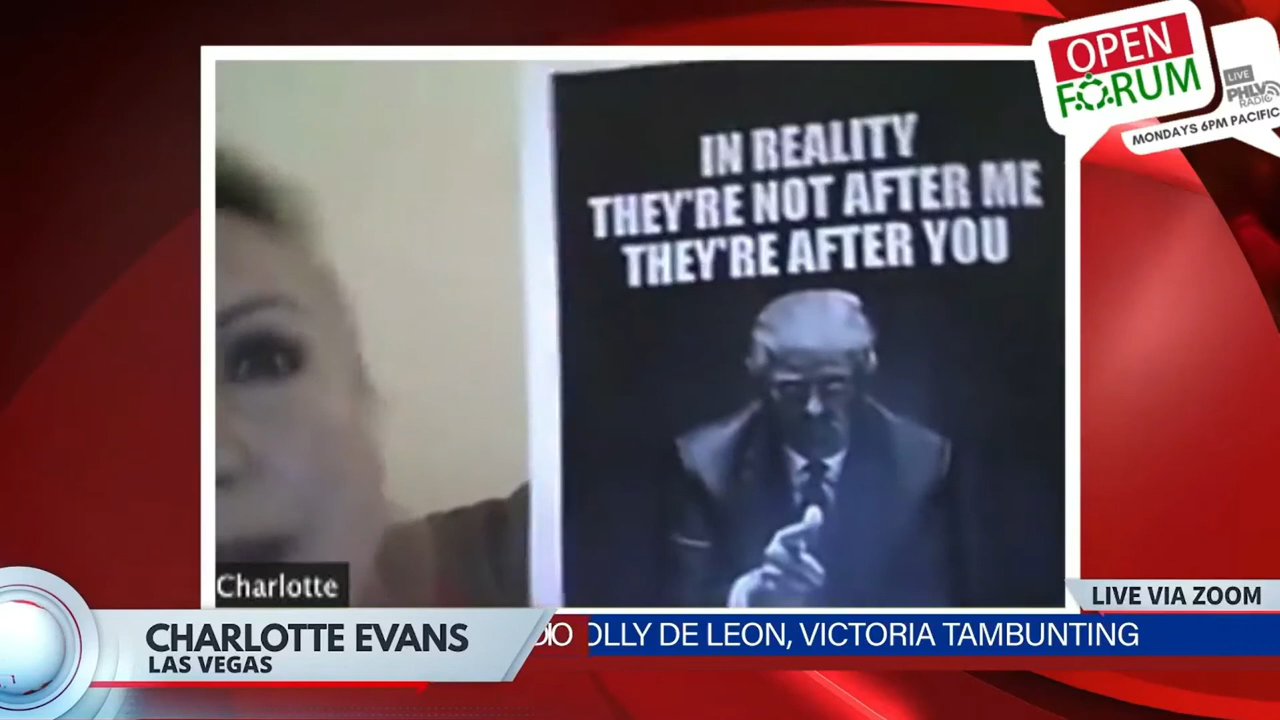 OPEN
FORUM
LIVE
PHLV
RADIO
MONDAYS 6PM PACIFIC
IN REALITY
THEY'RE NOT AFTER ME
THEY'RE AFTER YOU
Charlotte
LIVE VIA ZOOM
CHARLOTTE EVANS
LAS VEGAS
OLLY DE LEON, VICTORIA TAMBUNTING